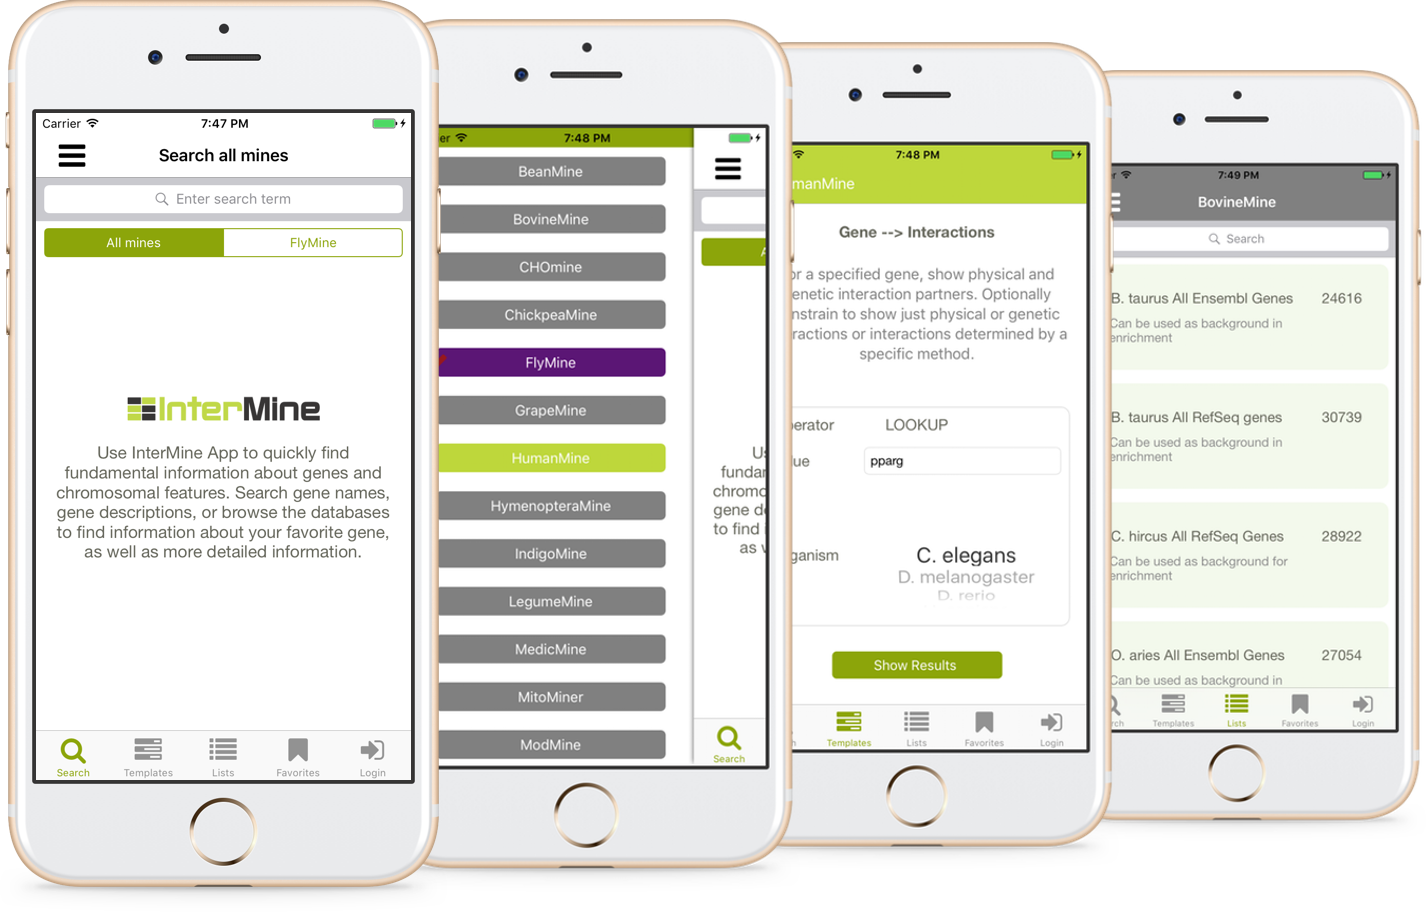 Carrier 7:47 PM
Search all mines
Enter search term
All mines FlyMine
InterMine
Use InterMine App to quickly find
fundamental information about genes and
chromosomal features. Search gene names,
gene descriptions, or browse the databases
to find information about your favorite gene,
as well as more detailed information.
Search Templates Lists Favorites Login
er 7:48 PM
BeanMine
BovineMine
CHOmine
ChickpeaMine
FlyMine
GrapeMine
HumanMine
HymenopteraMine
IndigoMine
LegumeMine
MedicMine
MitoMiner
ModMine
A
Us
fundar
chromo
gene de
to find
as v
Search
7:48 PM
manMine
Gene --> Interactions
or a specified gene, show physical and
enetic interaction partners. Optionally
nstrain to show just physical or genetic
ractions or interactions determined by a
specific method.
perator LOOKUP
lue pparg
ganism C. elegans
D. melanogaster
D. rerio
Show Results
h Templates Lists Favorites Login
r 7:49 PM
BovineMine
Search
B. taurus All Ensembl Genes 24616
Can be used as background in
enrichment
B. taurus All RefSeq genes 30739
Can be used as background in
enrichment
C. hircus All RefSeq Genes 28922
Can be used as background for
enrichment
O. aries All Ensembl Genes 27054
Can be used as background in
rch Templates Lists Favorites Login